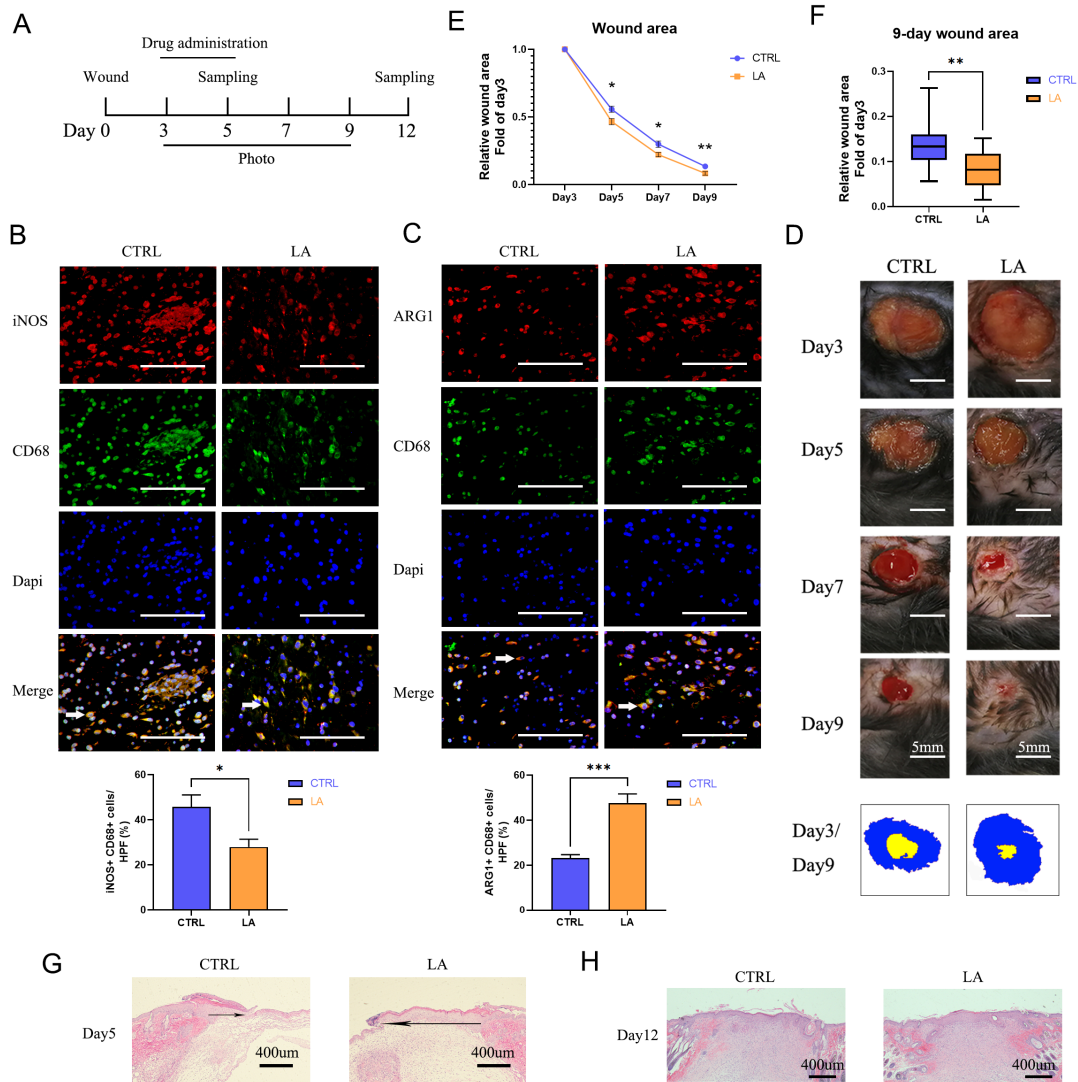 A
Drug administration
Wound Sampling Sampling
Day 0 3 5 7 9 12
Photo
E
Wound area
Relative wound area
Fold of day3
1.0
0.5
0.0
Day3 Day5 Day7 Day9
* * **
CTRL
LA
F
9-day wound area
Relative wound area
Fold of day3
0.3
0.2
0.1
0.0
**
CTRL LA
CTRL
LA
B
CTRL LA
iNOS
CD68
Dapi
Merge
iNOS+ CD68+ cells/
HPF (%)
60
40
20
0
*
CTRL LA
CTRL
LA
C
CTRL LA
ARG1
CD68
Dapi
Merge
ARG1+ CD68+ cells/
HPF (%)
60
40
20
0
***
CTRL LA
CTRL
LA
D
CTRL LA
Day3
Day5
Day7
Day9
5mm 5mm
Day3/
Day9
G
CTRL LA
Day5
400um 400um
H
CTRL LA
Day12
400um 400um